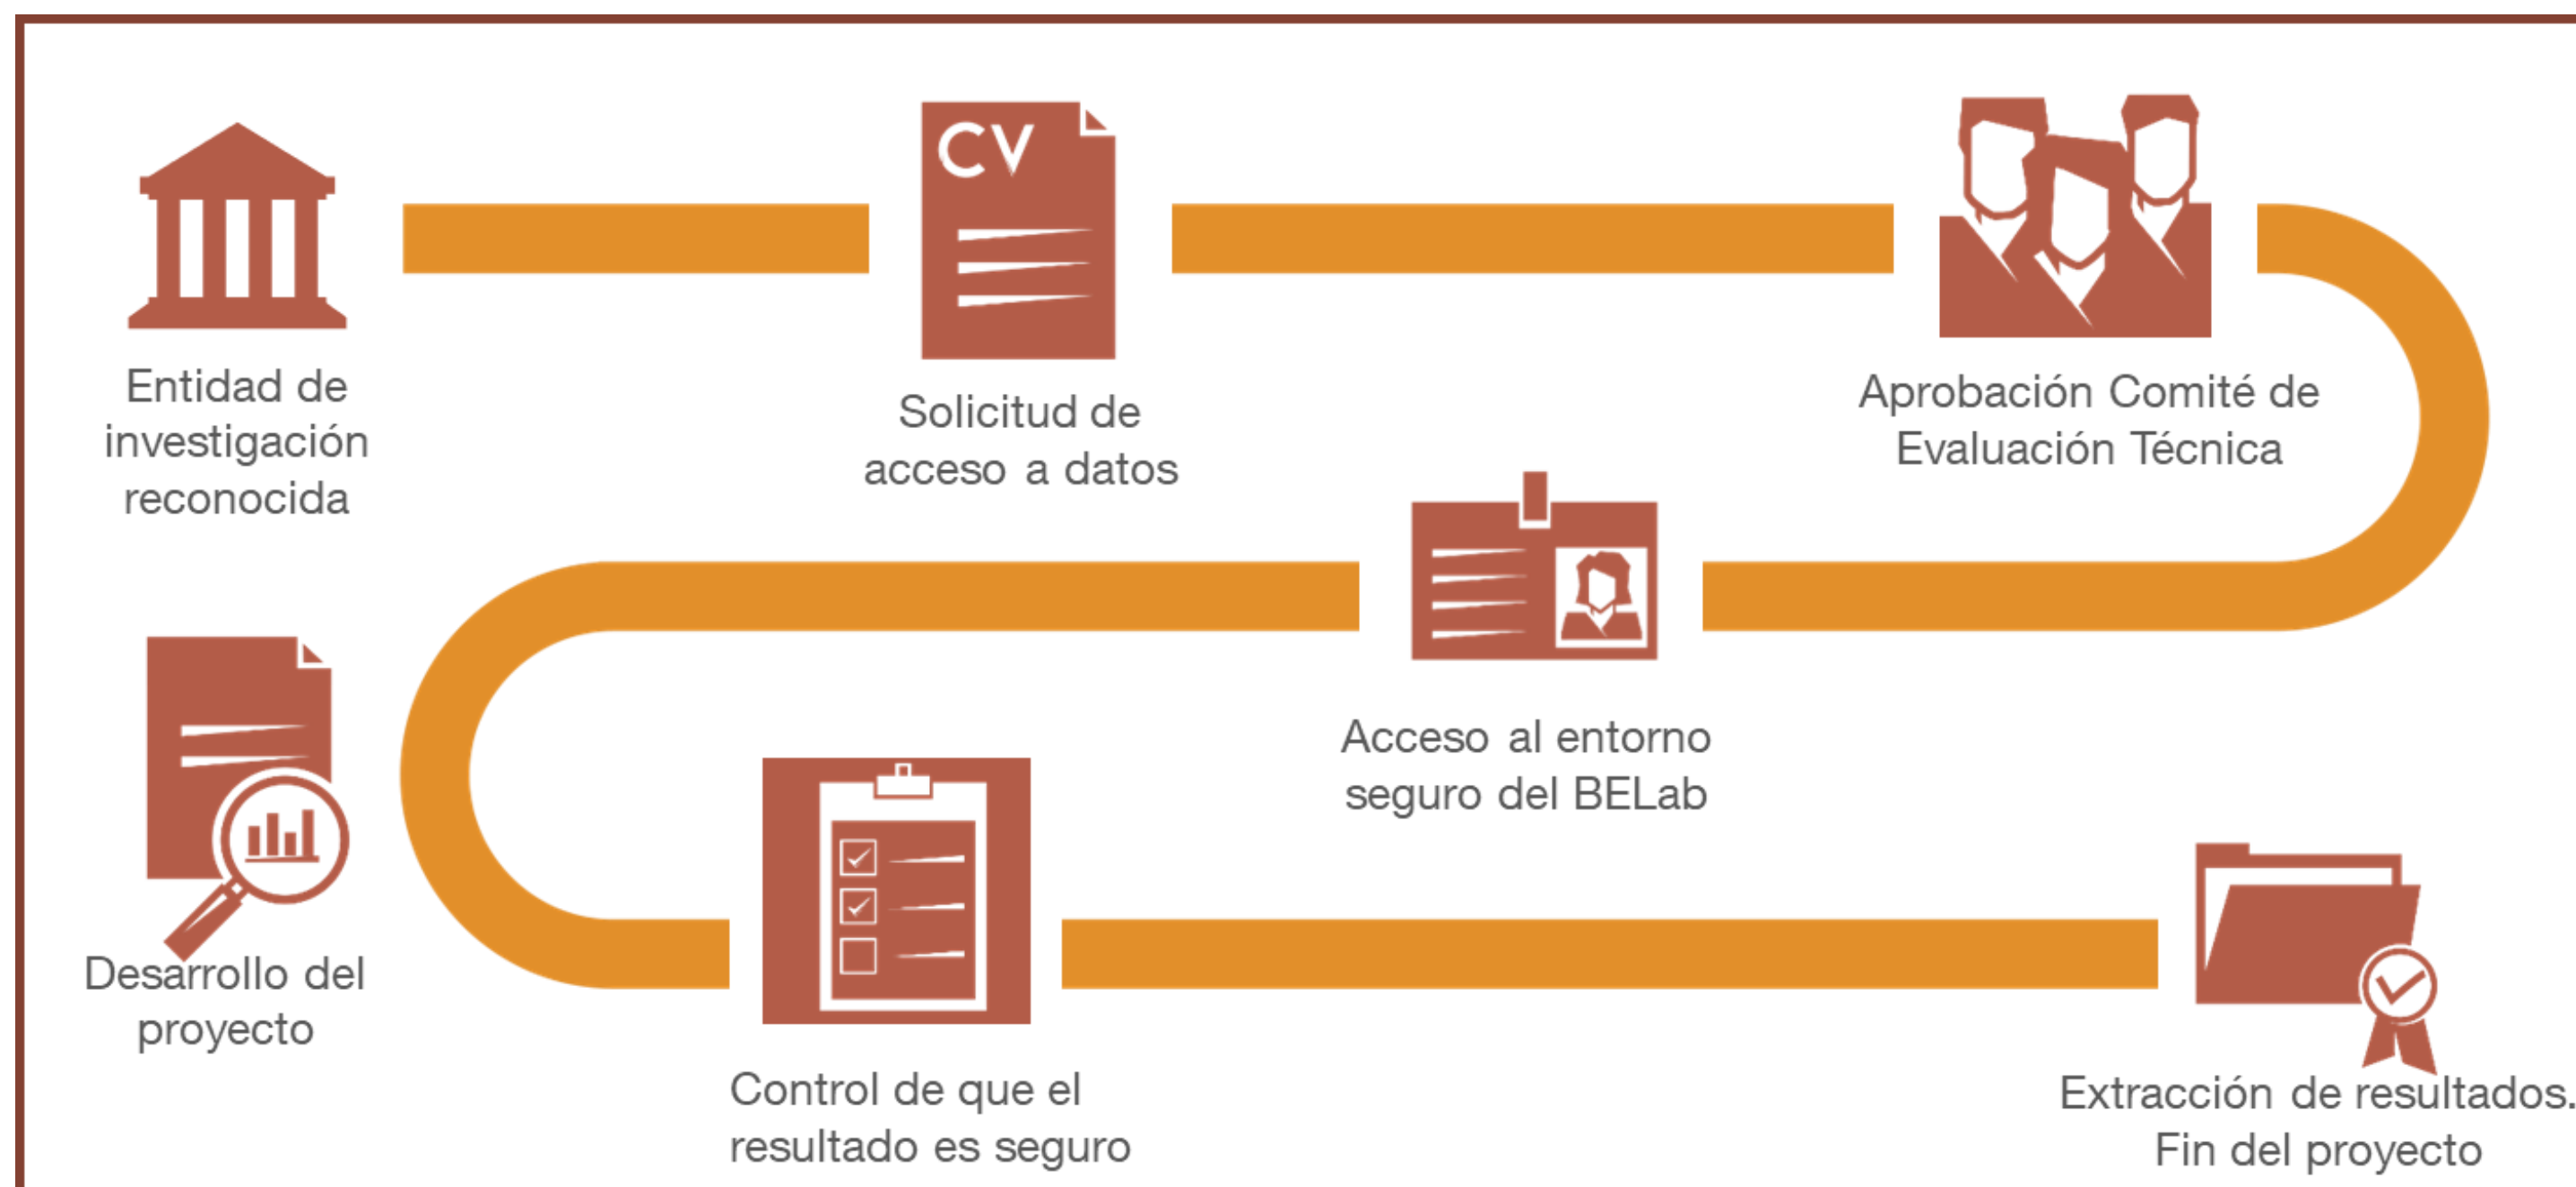 Entidad de
investigación
reconocida
CV
Solicitud de
acceso a datos
Aprobación Comité de
Evaluación Técnica
Acceso al entorno
seguro del BELab
Desarrollo del
proyecto
Control de que el
resultado es seguro
Extracción de resultados.
Fin del proyecto